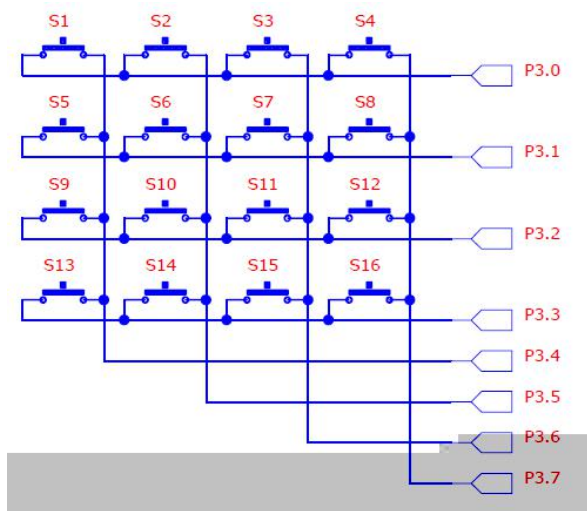 S1 S2 S3 S4
P3.0
S5 S6 S7 S8
P3.1
S9 S10 S11 S12
P3.2
S13 S14 S15 S16
P3.3
P3.4
P3.5
P3.6
P3.7